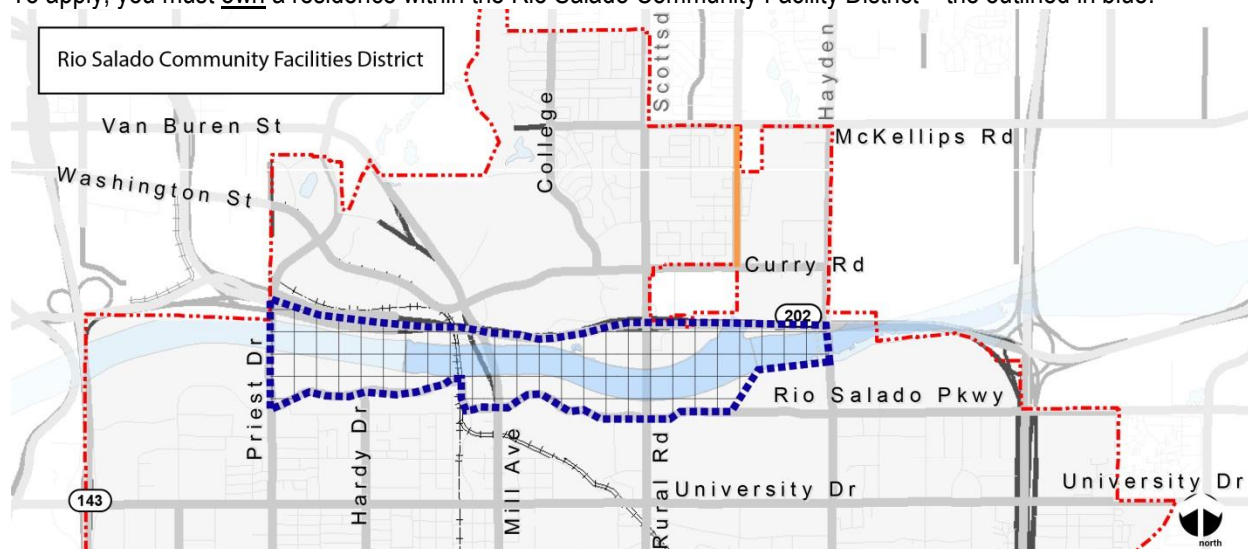 To apply, you must own a residence within the Rio Salado Community Facility District – the outlined in blue.
Rio Salado Community Facilities District
Van Buren St
Washington St
College
Scottsd
Hayden
McKellips Rd
Curry Rd
202
Priest Dr
Hardy Dr
Mill Ave
Rural Rd
Rio Salado Pkwy
University Dr
University Dr
143
north